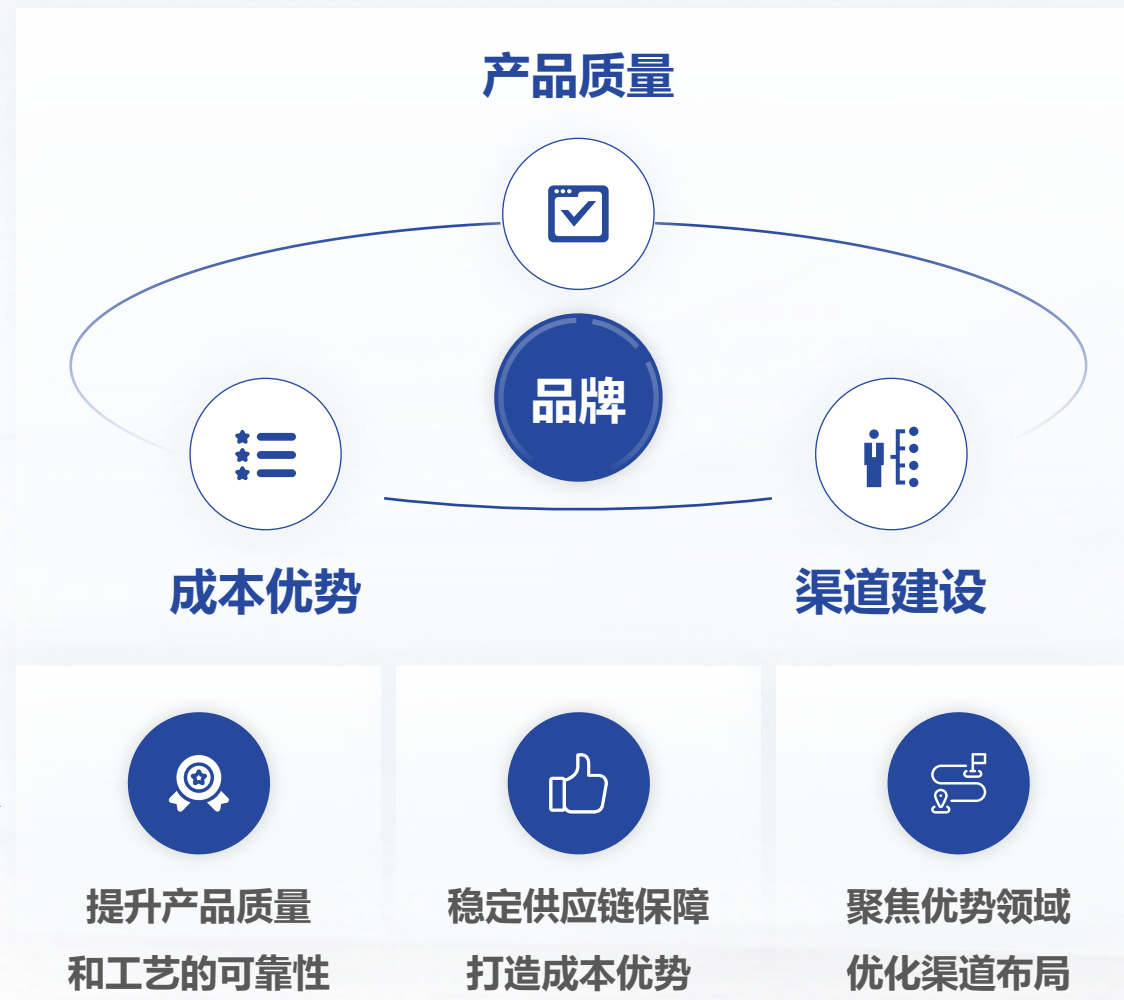 产品质量
品牌
成本优势
渠道建设
提升产品质量
和工艺的可靠性
稳定供应链保障
打造成本优势
聚焦优势领域
优化渠道布局